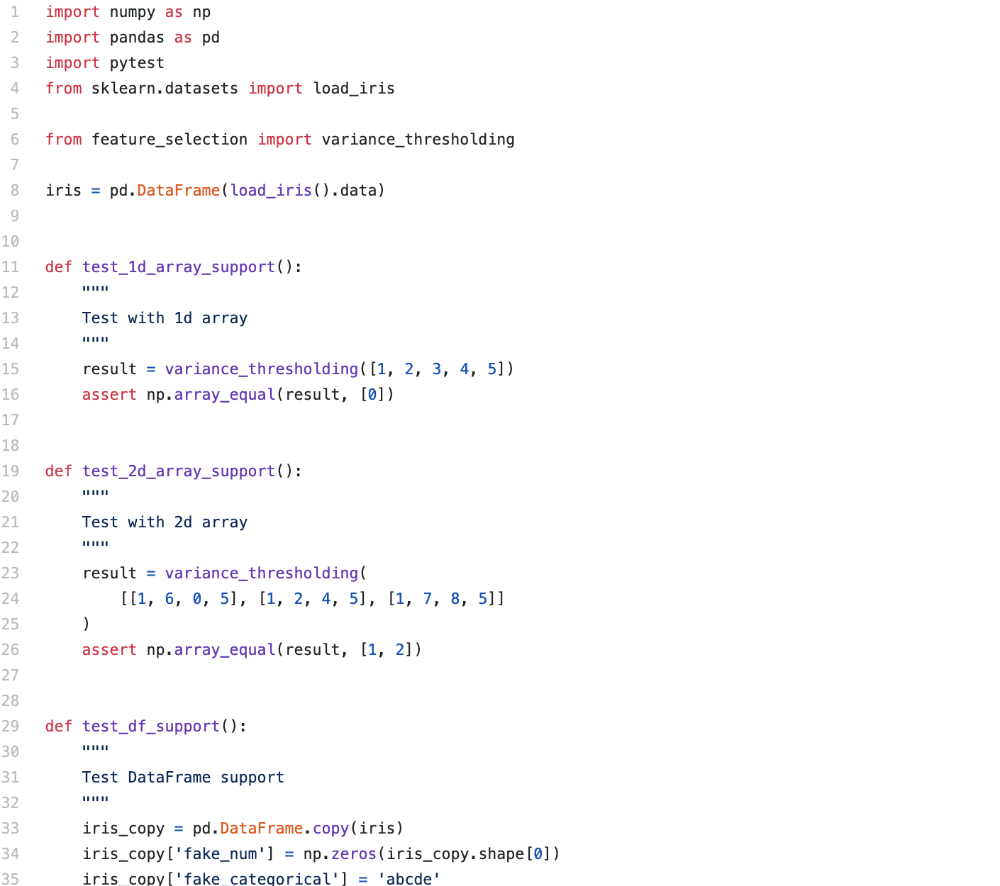 1 import numpy as np
2 import pandas as pd
3 import pytest
4 from sklearn.datasets import load_iris
5
6 from feature_selection import variance_thresholding
7
8 iris = pd.DataFrame(load_iris().data)
9
10
11 def test_1d_array_support():
12     """
13     Test with 1d array
14     """
15     result = variance_thresholding([1, 2, 3, 4, 5])
16     assert np.array_equal(result, [0])
17
18
19 def test_2d_array_support():
20     """
21     Test with 2d array
22     """
23     result = variance_thresholding(
24         [[1, 6, 0, 5], [1, 2, 4, 5], [1, 7, 8, 5]]
25     )
26     assert np.array_equal(result, [1, 2])
27
28
29 def test_df_support():
30     """
31     Test DataFrame support
32     """
33     iris_copy = pd.DataFrame.copy(iris)
34     iris_copy['fake_num'] = np.zeros(iris_copy.shape[0])
35     iris_copy['fake_categorical'] = 'abcde'